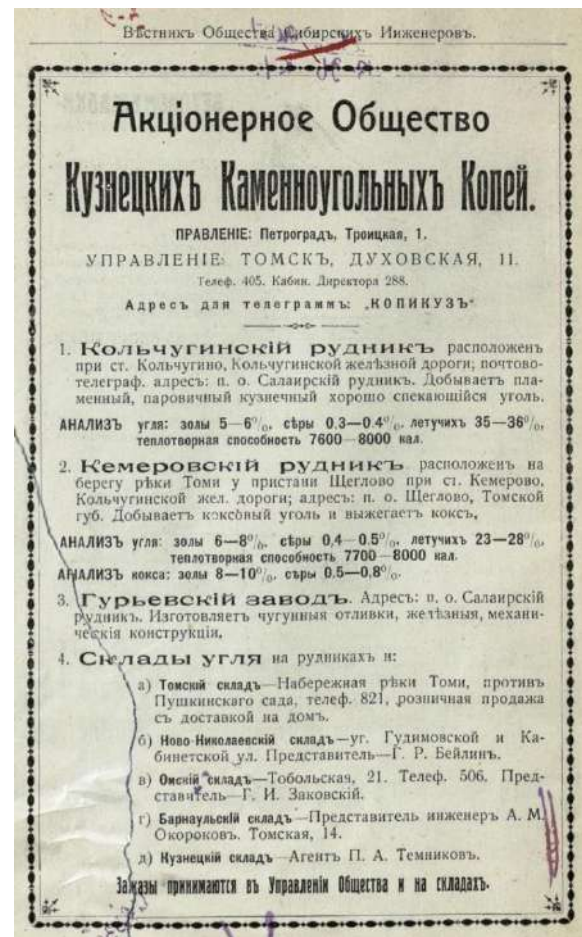 Вѣстникъ Общества Сибирскихъ Инженеровъ.
Акціонерное Общество
Кузнецкихъ Каменноугольныхъ Копей.
ПРАВЛЕНІЕ: Петроградъ, Троицкая, 1.
УПРАВЛЕНІЕ: ТОМСКЪ, ДУХОВСКАЯ, 11.
Телеф. 405. Кабин. Директора 288.
Адресъ для телеграммъ: „КОПИКУЗЪ"
1. Кольчугинскій рудникъ расположенъ
при ст. Кольчугино, Кольчугинской желѣзной дороги; почтово-
телеграф. адресъ: п. о. Салаирскій рудникъ. Добываетъ пла-
менный, паровичный кузнечный хорошо спекающійся уголь.
АНАЛИЗЪ угля: золы 5—6%, сѣры 0.3—0.4%, летучихъ 35—36%,
теплотворная способность 7600—8000 кал.
2. Кемеровскій рудникъ расположенъ на
берегу рѣки Томи у пристани Щеглово при ст. Кемерово,
Кольчугинской жел. дороги; адресъ: п. о. Щеглово, Томской
губ. Добываетъ коксовый уголь и выжегаетъ коксъ,
АНАЛИЗЪ угля: золы 6—8%, сѣры 0,4—0.5%, летучихъ 23—28%,
теплотворная способность 7700—8000 кал.
АНАЛИЗЪ кокса: золы 8—10%, сѣры 0.5—0,8%.
3. Гурьевскій заводъ. Адресъ: п. о. Салаирскій
рудникъ. Изготовляетъ чугунныя отливки, желѣзныя, механи-
ческія конструкціи,
4. Склады угля на рудникахъ и:
а) Томскій складъ—Набережная рѣки Томи, противъ
Пушкинскаго сада, телеф. 821, розничная продажа
съ доставкой на домъ.
б) Ново-Николаевскій складъ—уг. Гудимовской и Ка-
бинетской ул. Представитель—Г. Р. Бейлинъ.
в) Омскій складъ—Тобольская, 21. Телеф. 506. Пред-
ставитель—Г. И. Заковскій.
г) Барнаульскій складъ—Представитель инженеръ А. М.
Окороковъ. Томская, 14.
д) Кузнецкій складъ—Агентъ П. А. Темниковъ.
Заказы принимаются въ Управленіи Общества и на складахъ.